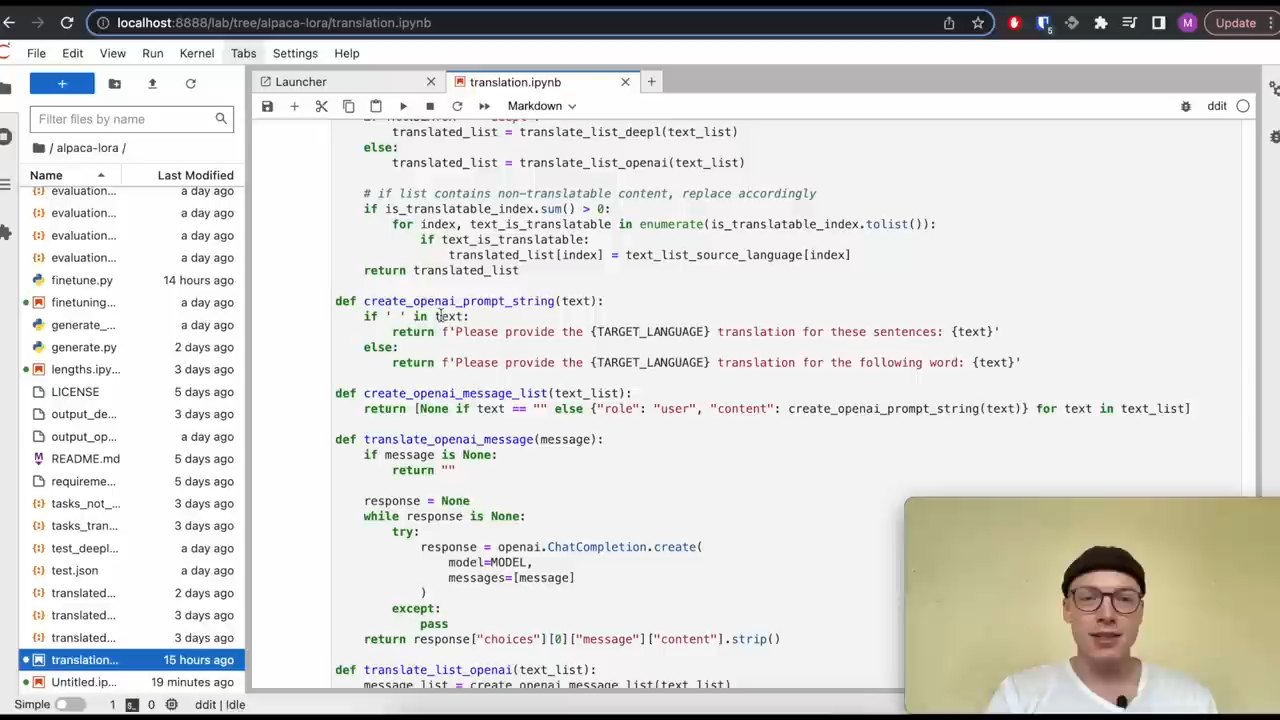 localhost:8888/lab/tree/alpaca-lora/translation.ipynb
5
M
Update
File Edit View Run Kernel Tabs Settings Help
+
Launcher
translation.ipynb
+
Markdown
ddit
Filter files by name
/ alpaca-lora /
Name Last Modified
evaluation... a day ago
evaluation... a day ago
evaluation... a day ago
evaluation... a day ago
finetune.py 14 hours ago
finetuning... a day ago
generate_... a day ago
generate.py 2 days ago
lengths.ipy... 3 days ago
LICENSE 5 days ago
output_de... 3 days ago
output_op... a day ago
README.md 5 days ago
requireme... 5 days ago
tasks_not_... 3 days ago
tasks_tran... 3 days ago
test_deepl... a day ago
test.json a day ago
translated... 2 days ago
translated... 3 days ago
translated... 3 days ago
translation... 15 hours ago
Untitled.ip... 19 minutes ago
translated_list = translate_list_deepl(text_list)
else:
translated_list = translate_list_openai(text_list)
# if list contains non-translatable content, replace accordingly
if is_translatable_index.sum() > 0:
for index, text_is_translatable in enumerate(is_translatable_index.tolist()):
if text_is_translatable:
translated_list[index] = text_list_source_language[index]
return translated_list
def create_openai_prompt_string(text):
if ' ' in text:
return f'Please provide the {TARGET_LANGUAGE} translation for these sentences: {text}'
else:
return f'Please provide the {TARGET_LANGUAGE} translation for the following word: {text}'
def create_openai_message_list(text_list):
return [None if text == "" else {"role": "user", "content": create_openai_prompt_string(text)} for text in text_list]
def translate_openai_message(message):
if message is None:
return ""
response = None
while response is None:
try:
response = openai.ChatCompletion.create(
model=MODEL,
messages=[message]
)
except:
pass
return response["choices"][0]["message"]["content"].strip()
def translate_list_openai(text_list):
message_list = create_openai_message_list(text_list)
Simple 1 0 ddit | Idle